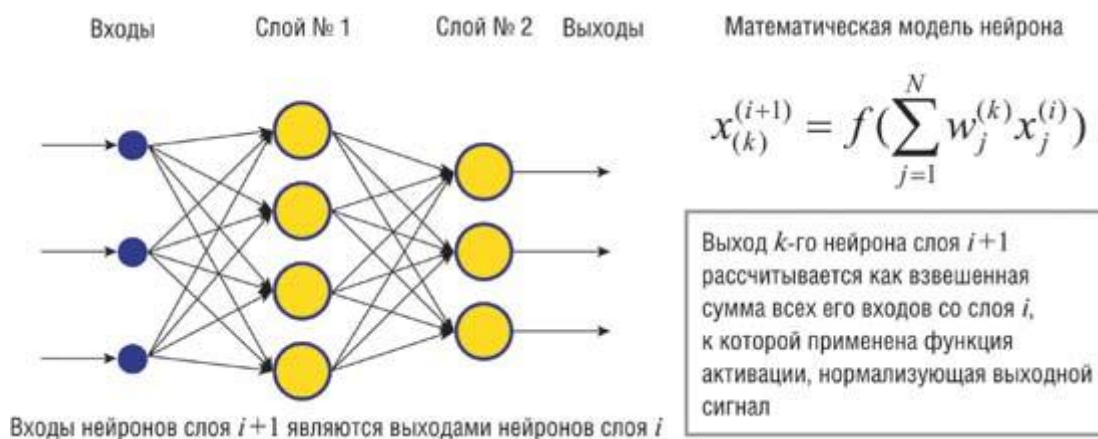 Входы
Слой № 1
Слой № 2
Выходы
Входы нейронов слоя i+1 являются выходами нейронов слоя i
Математическая модель нейрона
x_{(k)}^{(i+1)} = f(\sum_{j=1}^{N} w_j^{(k)} x_j^{(i)})
Выход k-го нейрона слоя i+1
рассчитывается как взвешенная
сумма всех его входов со слоя i,
к которой применена функция
активации, нормализующая выходной
сигнал